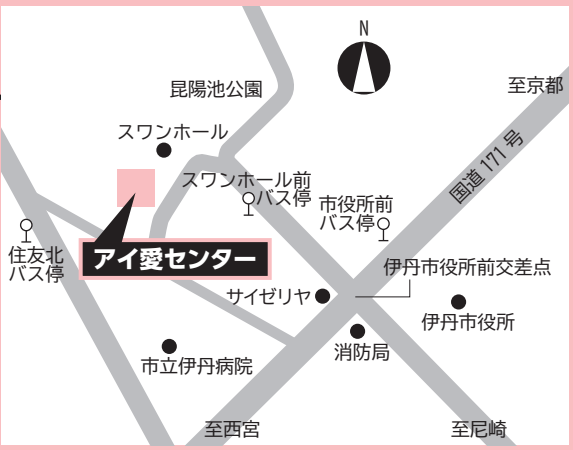 N
昆陽池公園
至京都
スワンホール
国道171号
スワンホール前
バス停
市役所前
バス停
住友北
バス停
アイ愛センター
伊丹市役所前交差点
サイゼリヤ
伊丹市役所
消防局
市立伊丹病院
至西宮
至尼崎